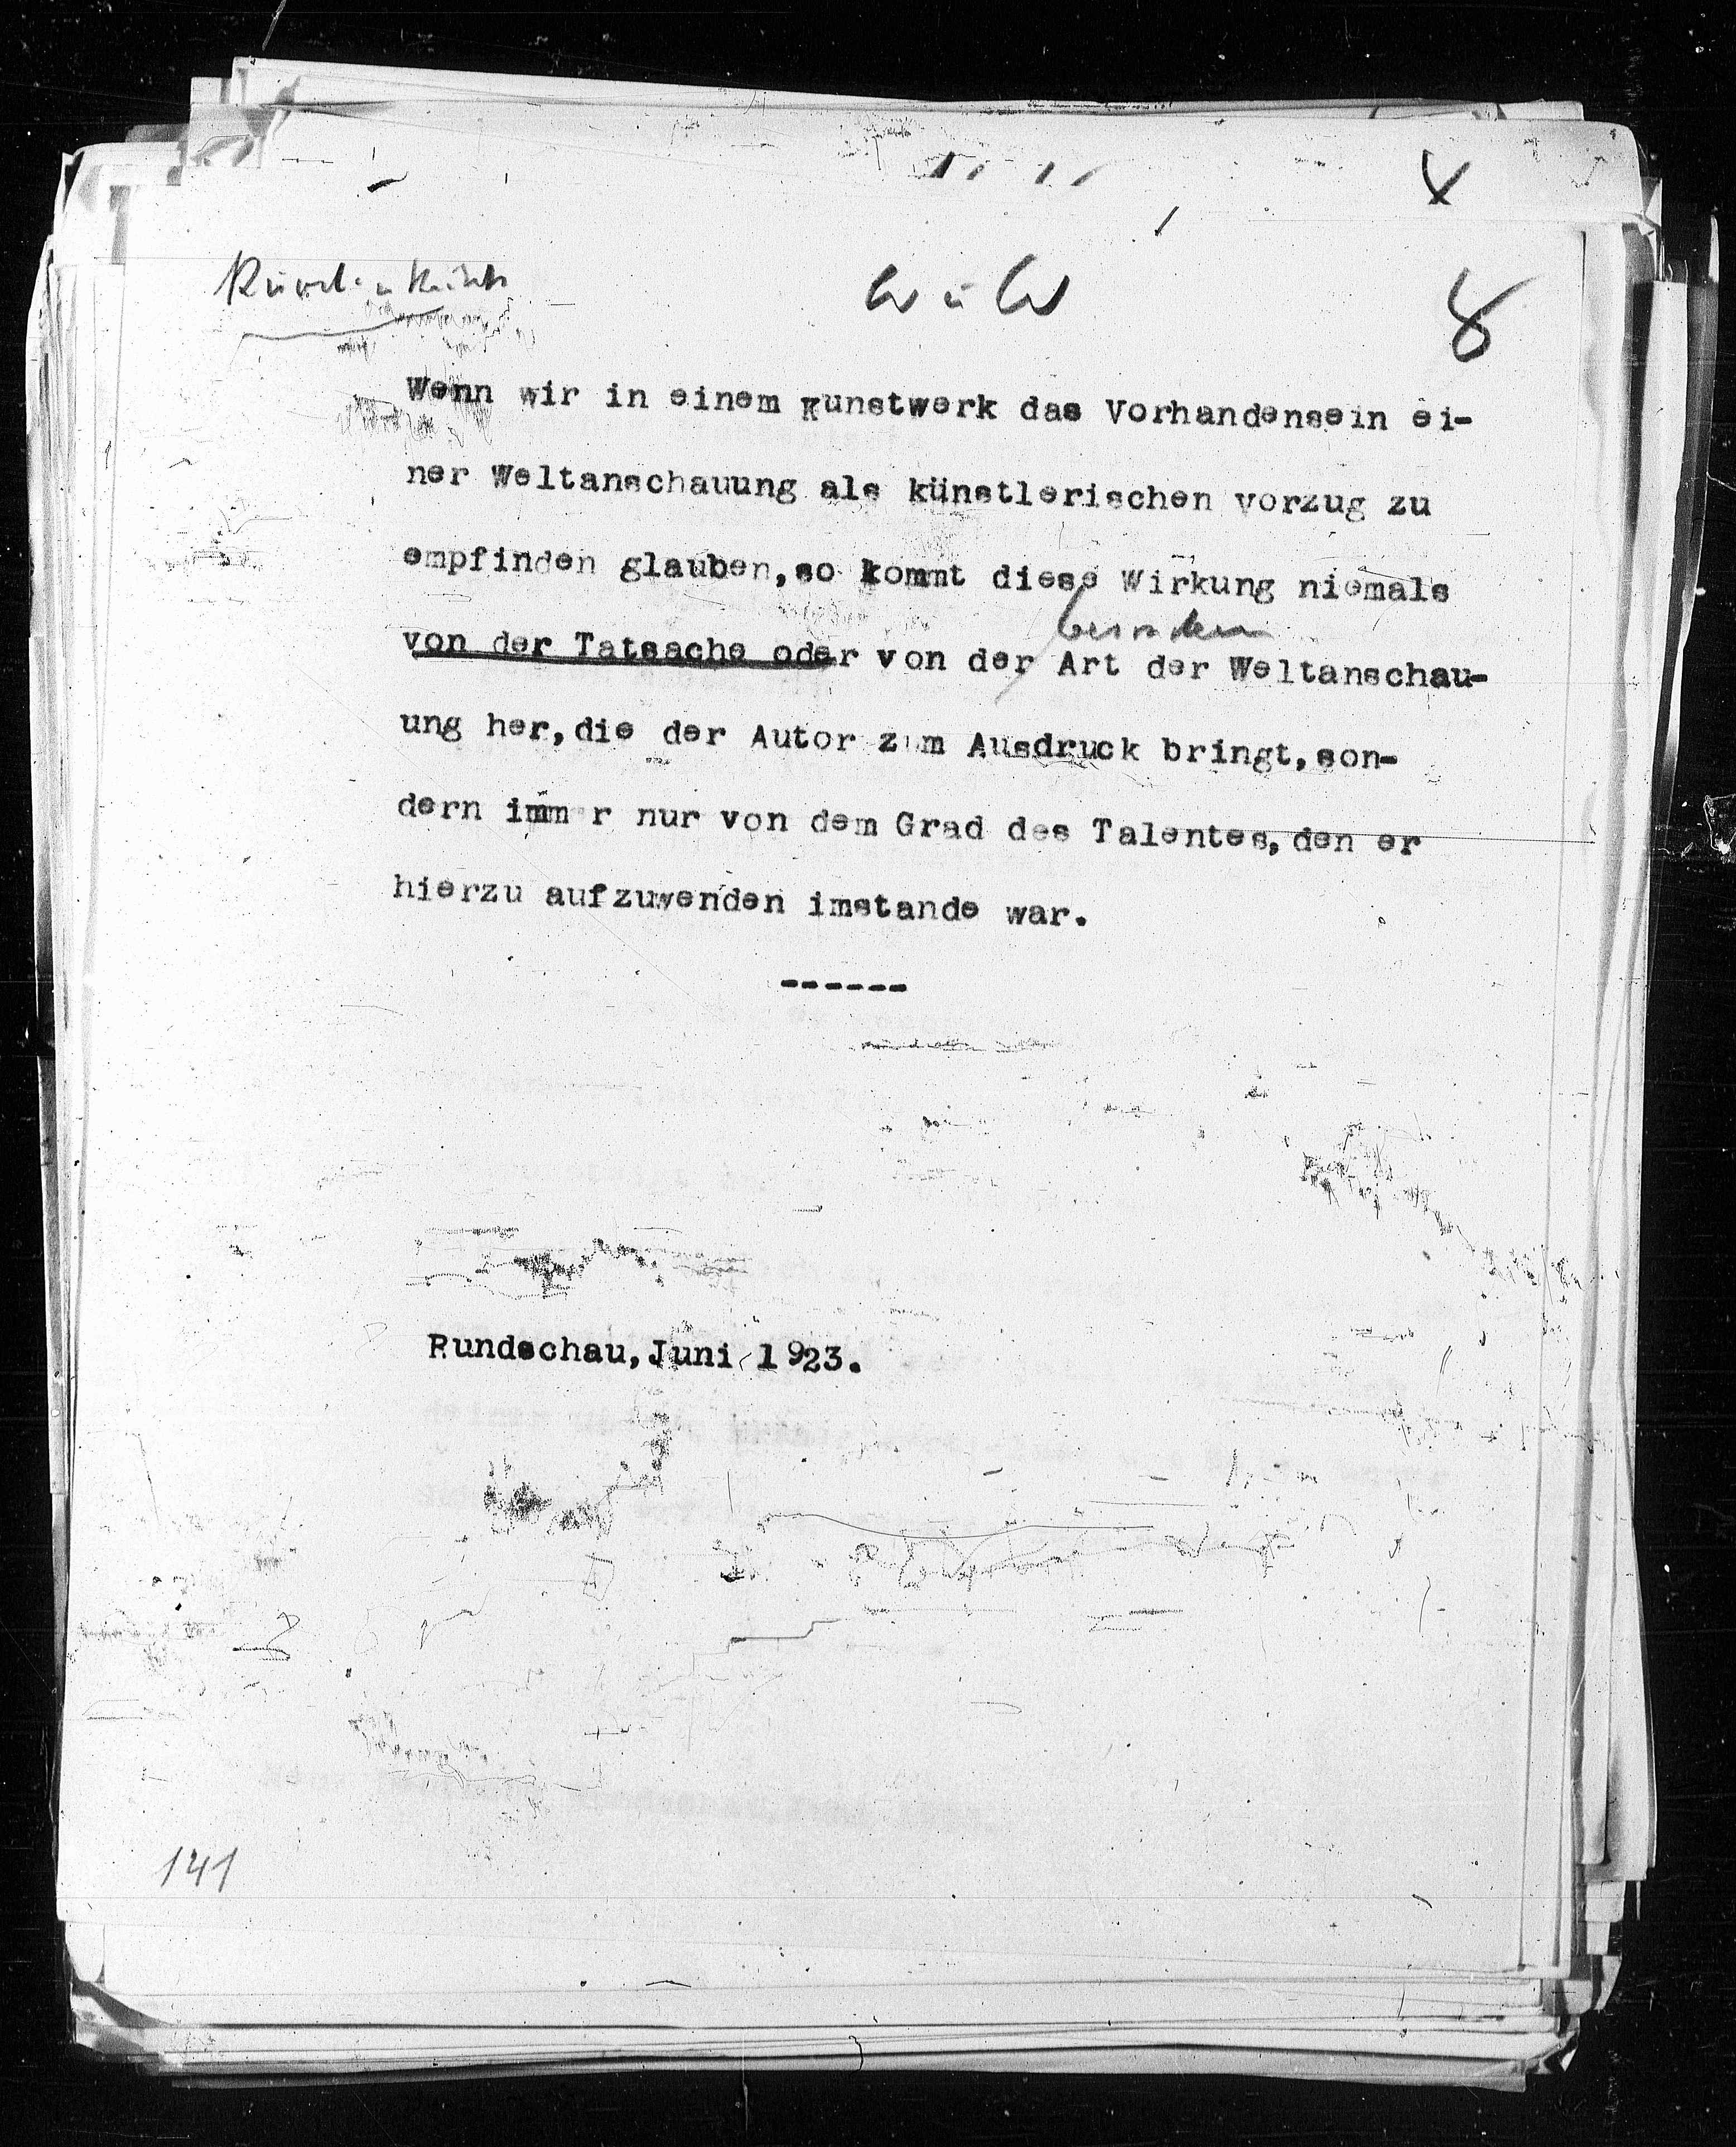 8
W u W
8
Wenn wir in einem Kunstwerk das Vorhandensein ei-
ner Weltanschauung als künstlerischen Vorzug zu
empfinden glauben,so kommt diese Wirkung niemals
besondern
von der Tatsache oder von der Art der Weltanschau-
ung her,die der Autor zum Ausdruck bringt,son-
dern immer nur von dem Grad des Talentes,den er
hierzu aufzuwenden imstande war.
------
Rundschau,Juni 1923.
141